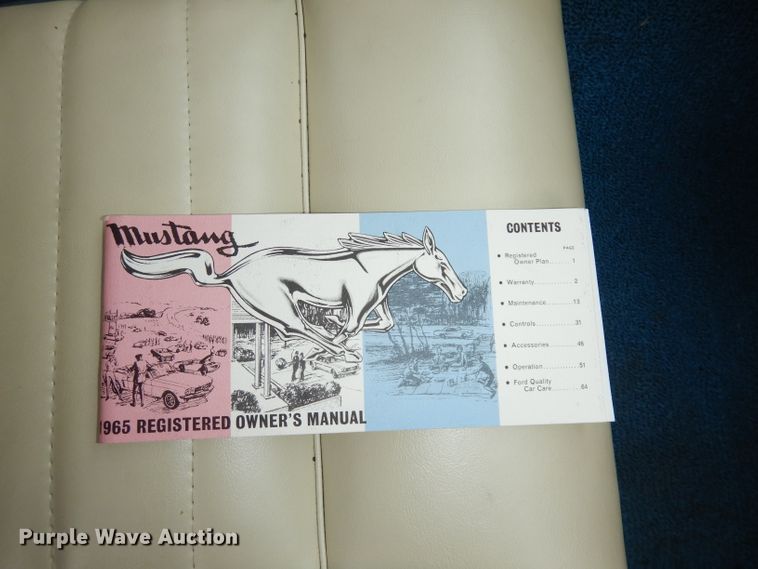 Mustang
1965 REGISTERED OWNER'S MANUAL
CONTENTS
PAGE
• Registered
Owner Plan........1
• Warranty..............2
• Maintenance........13
• Controls..............31
• Accessories.........46
• Operation............51
• Ford Quality
Car Care..........64
Purple Wave Auction